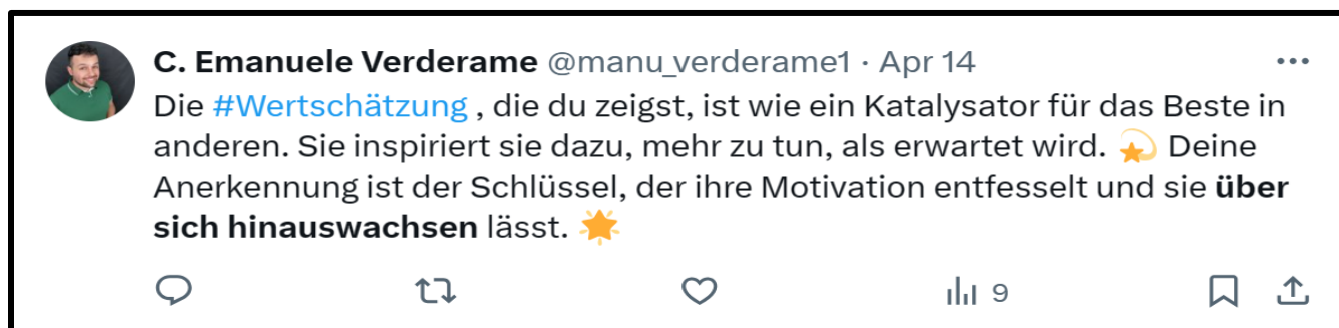 C. Emanuele Verderame @manu_verderame1 · Apr 14
Die #Wertschätzung , die du zeigst, ist wie ein Katalysator für das Beste in
anderen. Sie inspiriert sie dazu, mehr zu tun, als erwartet wird. 💫 Deine
Anerkennung ist der Schlüssel, der ihre Motivation entfesselt und sie über
sich hinauswachsen lässt. 🌟
9